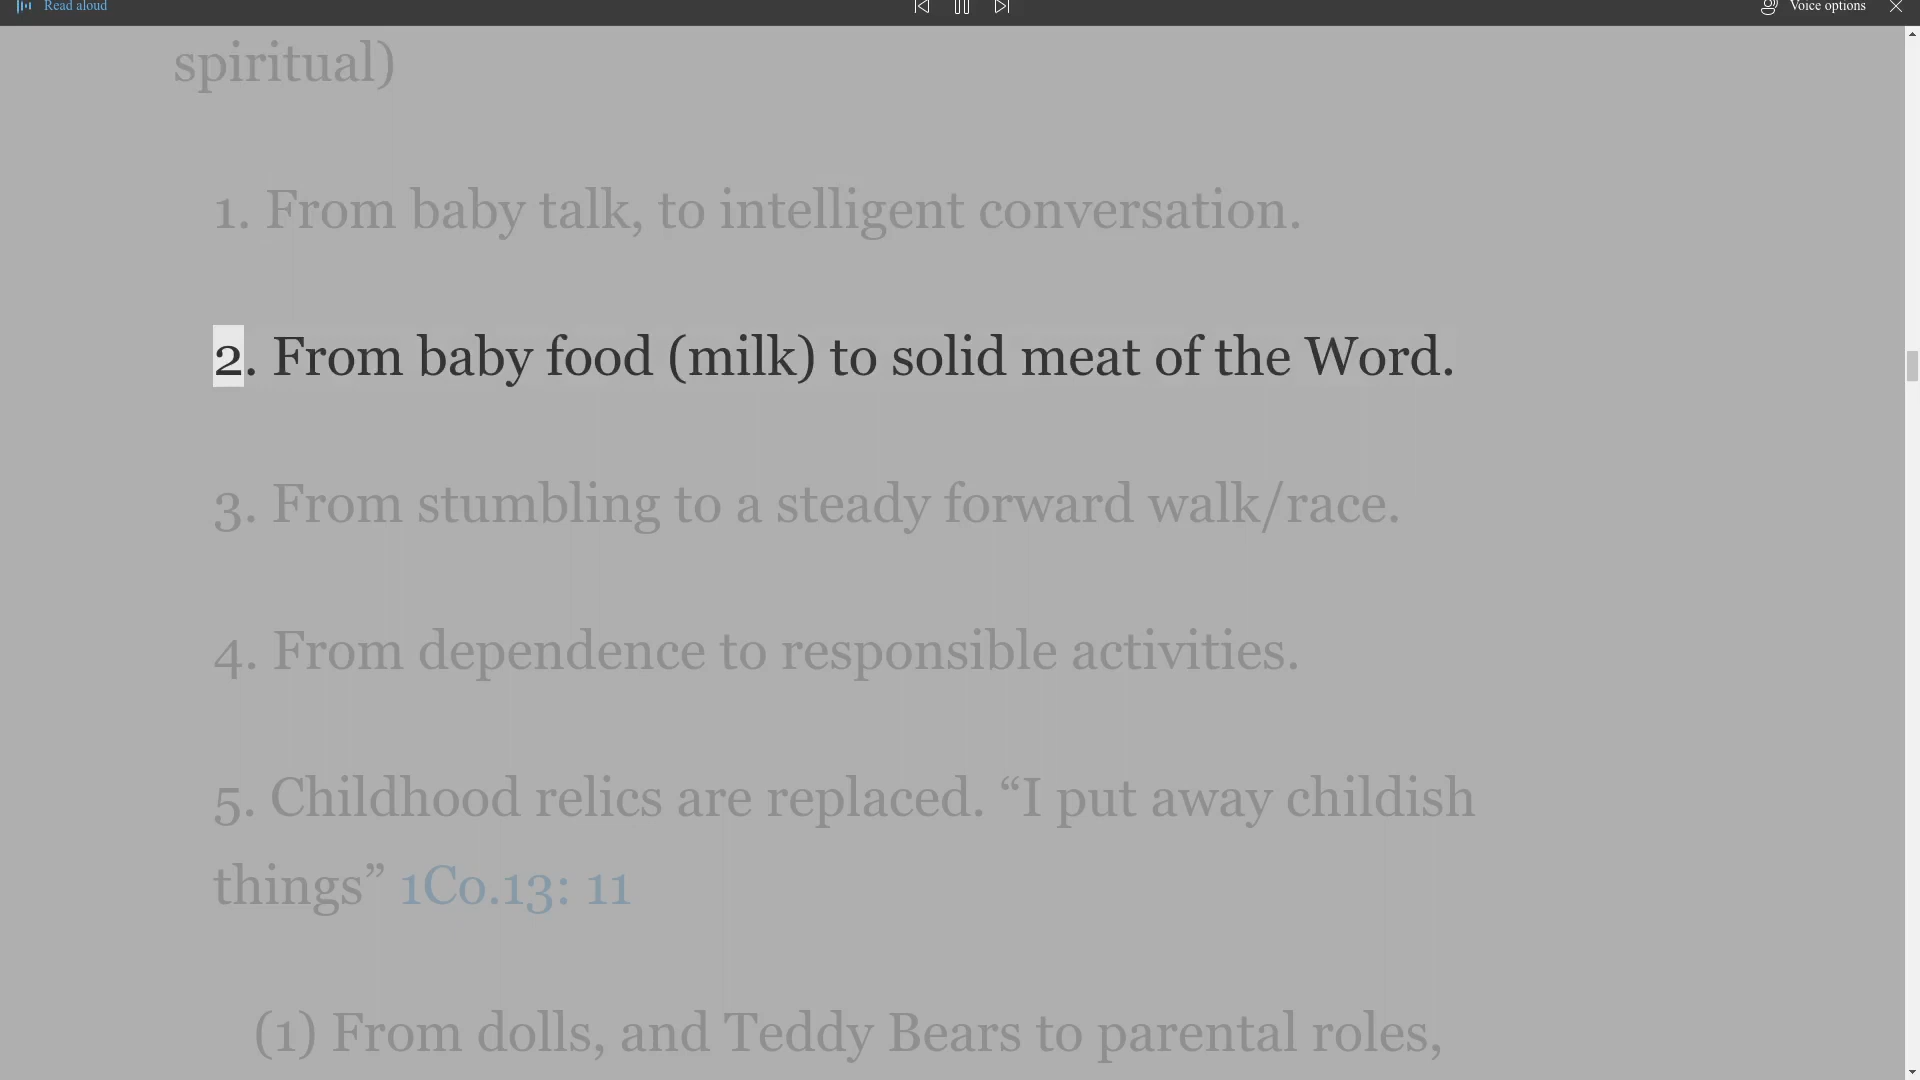 Read aloud
Voice options
spiritual)
1. From baby talk, to intelligent conversation.
2. From baby food (milk) to solid meat of the Word.
3. From stumbling to a steady forward walk/race.
4. From dependence to responsible activities.
5. Childhood relics are replaced. “I put away childish
things” 1Co.13: 11
(1) From dolls, and Teddy Bears to parental roles,